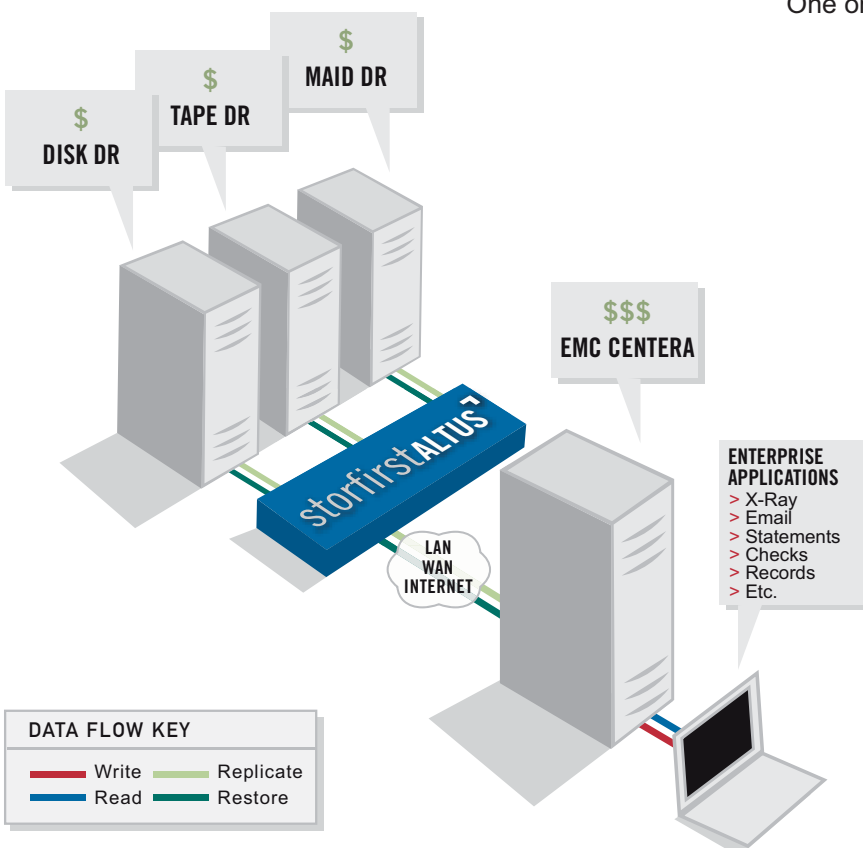 One or
$
MAID DR
$
TAPE DR
$
DISK DR
$$$
EMC CENTERA
storfirstALTUS
LAN
WAN
INTERNET
ENTERPRISE
APPLICATIONS
> X-Ray
> Email
> Statements
> Checks
> Records
> Etc.
DATA FLOW KEY
Write
Replicate
Read
Restore